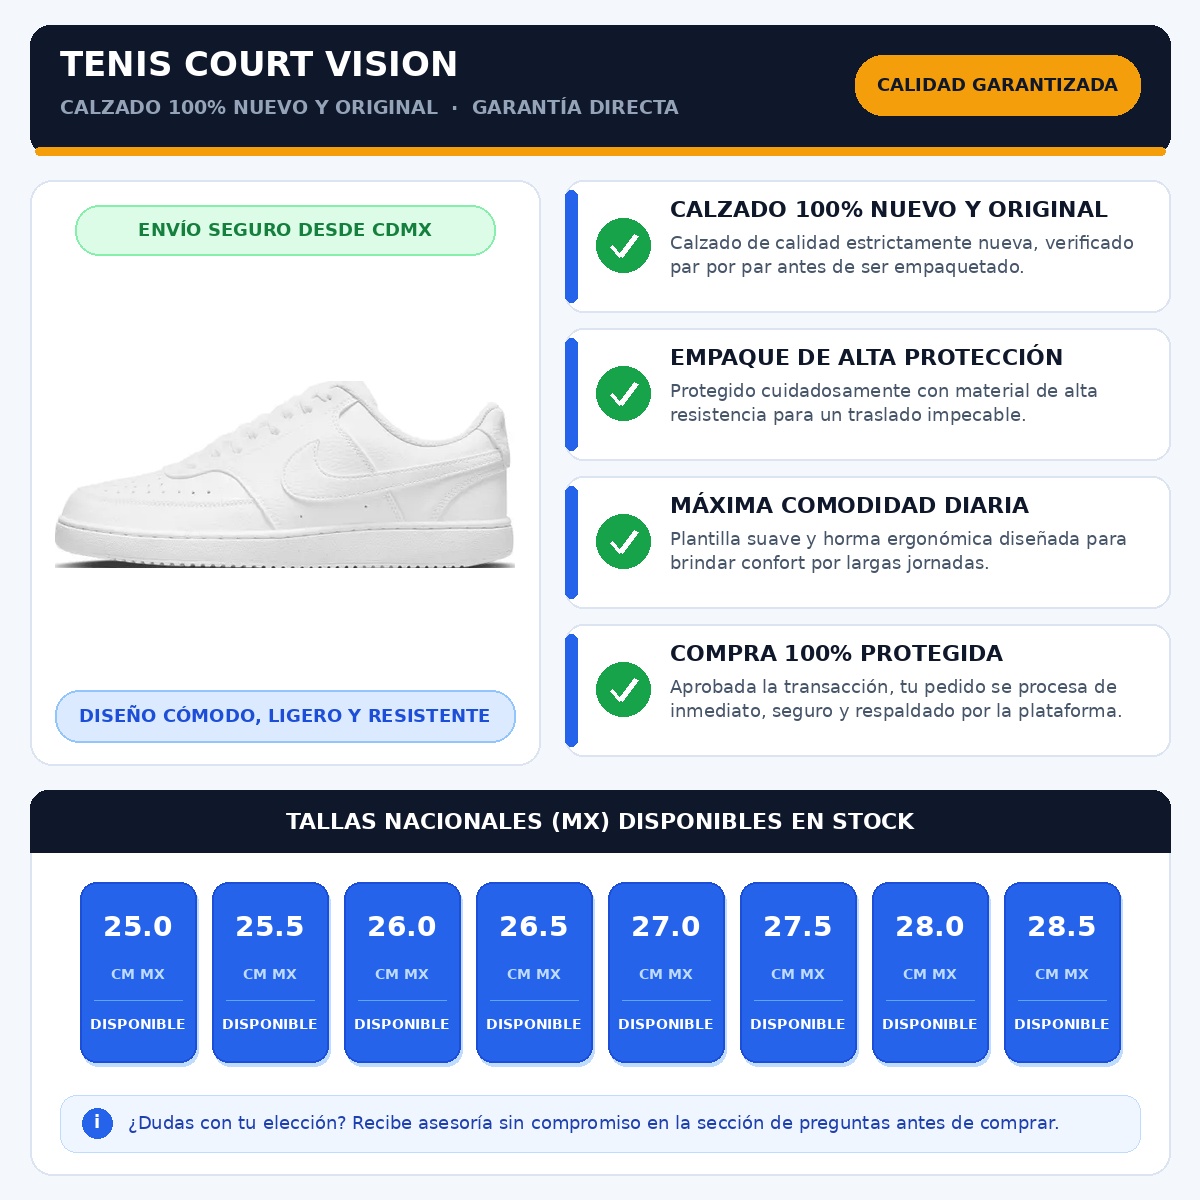 TENIS COURT VISION
CALZADO 100% NUEVO Y ORIGINAL · GARANTÍA DIRECTA
CALIDAD GARANTIZADA
ENVÍO SEGURO DESDE CDMX
DISEÑO CÓMODO, LIGERO Y RESISTENTE
CALZADO 100% NUEVO Y ORIGINAL
Calzado de calidad estrictamente nueva, verificado
par por par antes de ser empaquetado.
EMPAQUE DE ALTA PROTECCIÓN
Protegido cuidadosamente con material de alta
resistencia para un traslado impecable.
MÁXIMA COMODIDAD DIARIA
Plantilla suave y horma ergonómica diseñada para
brindar confort por largas jornadas.
COMPRA 100% PROTEGIDA
Aprobada la transacción, tu pedido se procesa de
inmediato, seguro y respaldado por la plataforma.
TALLAS NACIONALES (MX) DISPONIBLES EN STOCK
25.0 25.5 26.0 26.5 27.0 27.5 28.0 28.5
CM MX CM MX CM MX CM MX CM MX CM MX CM MX CM MX
DISPONIBLE DISPONIBLE DISPONIBLE DISPONIBLE DISPONIBLE DISPONIBLE DISPONIBLE DISPONIBLE
i ¿Dudas con tu elección? Recibe asesoría sin compromiso en la sección de preguntas antes de comprar.